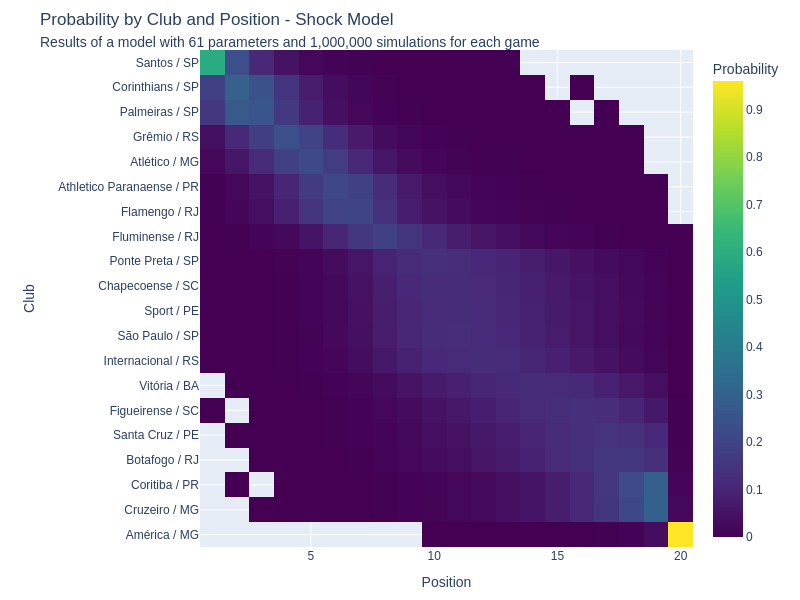 Probability by Club and Position - Shock Model
Results of a model with 61 parameters and 1,000,000 simulations for each game
Probability
Santos / SP
Corinthians / SP
Palmeiras / SP
Grêmio / RS
Atlético / MG
Athletico Paranaense / PR
Flamengo / RJ
Fluminense / RJ
Ponte Preta / SP
Chapecoense / SC
Sport / PE
São Paulo / SP
Internacional / RS
Vitória / BA
Figueirense / SC
Santa Cruz / PE
Botafogo / RJ
Coritiba / PR
Cruzeiro / MG
América / MG
Club
0.9
0.8
0.7
0.6
0.5
0.4
0.3
0.2
0.1
0
5 10 15 20
Position